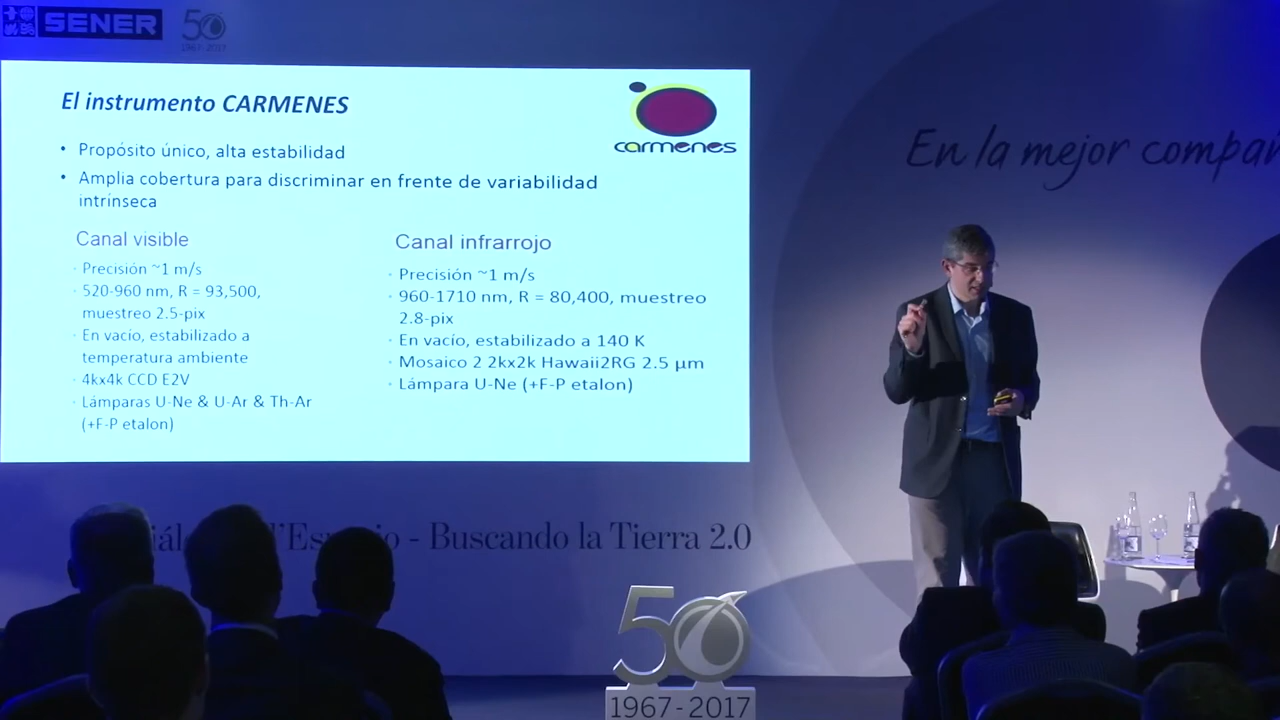 SENER
50
1967-2017
El instrumento CARMENES
carmenes
• Propósito único, alta estabilidad
• Amplia cobertura para discriminar en frente de variabilidad
intrínseca
Canal visible
· Precisión ~1 m/s
· 520-960 nm, R = 93,500,
muestreo 2.5-pix
· En vacío, estabilizado a
temperatura ambiente
· 4kx4k CCD E2V
· Lámparas U-Ne & U-Ar & Th-Ar
(+F-P etalon)
Canal infrarrojo
· Precisión ~1 m/s
· 960-1710 nm, R = 80,400, muestreo
2.8-pix
· En vacío, estabilizado a 140 K
· Mosaico 2 2kx2k Hawaii2RG 2.5 µm
· Lámpara U-Ne (+F-P etalon)
En la mejor
- Buscando la Tierra 2.0
50
1967-2017